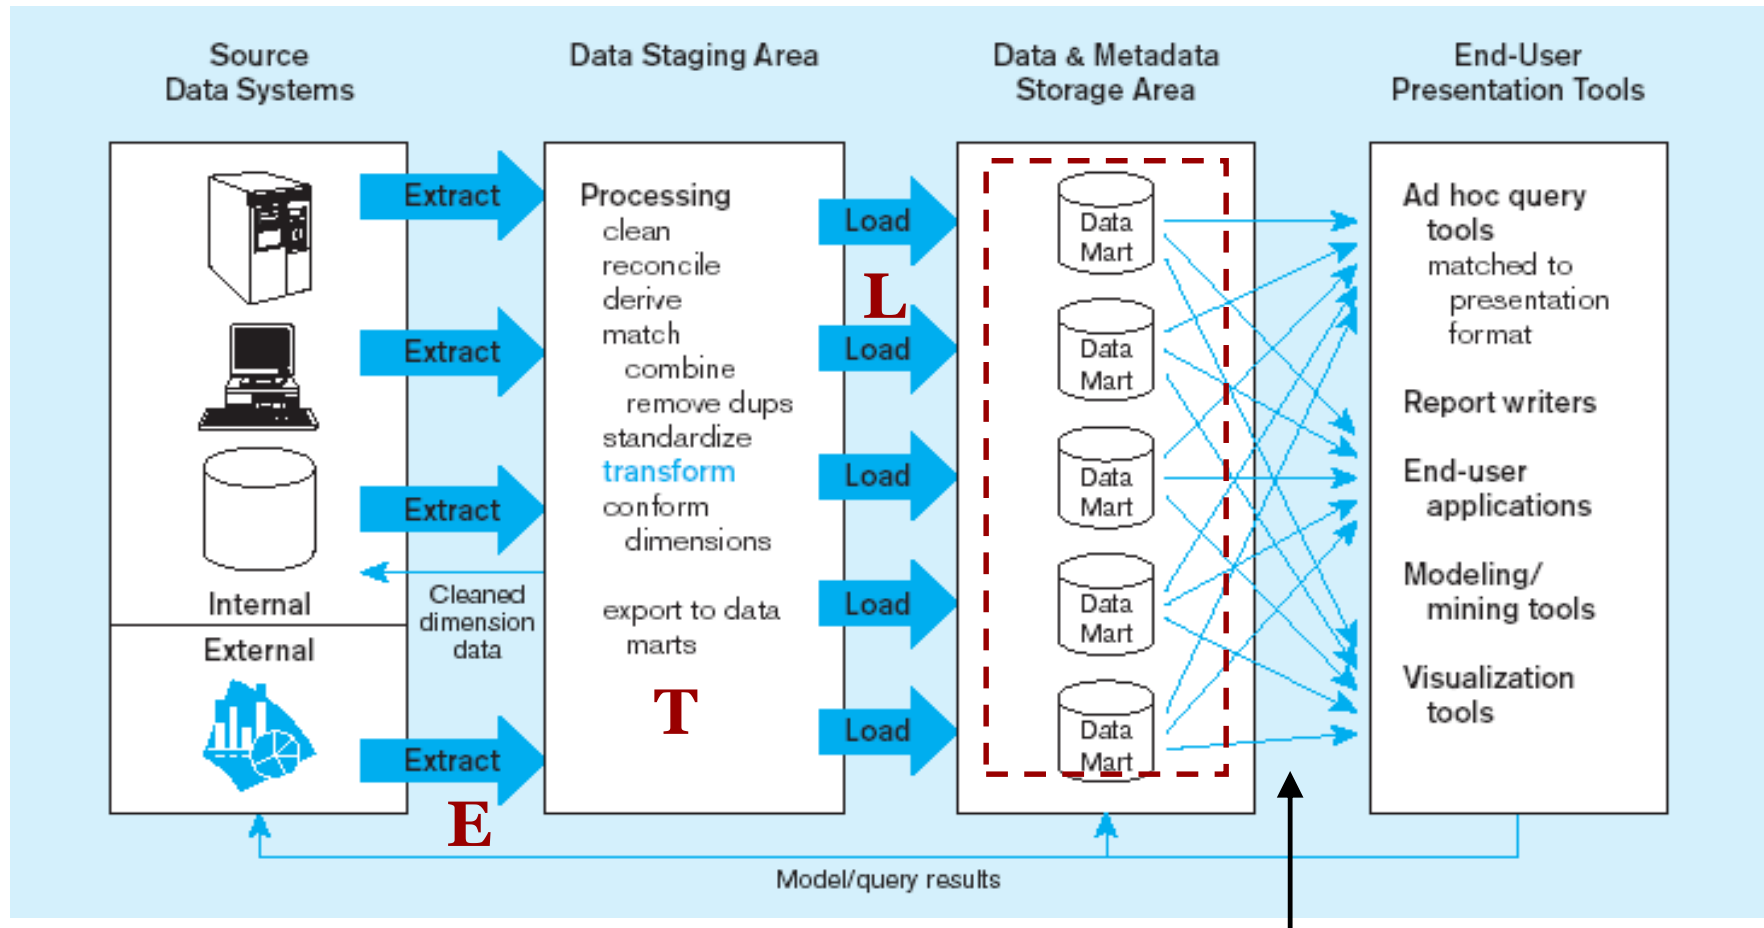 Source
Data Systems
Data Staging Area
Data & Metadata
Storage Area
End-User
Presentation Tools
Extract
Extract
Extract
Internal
External
Extract
E
Cleaned
dimension
data
Processing
clean
reconcile
derive
match
combine
remove dups
standardize
transform
conform
dimensions
export to data
marts
T
Load
L
Load
Load
Load
Load
Data
Mart
Data
Mart
Data
Mart
Data
Mart
Data
Mart
Ad hoc query
tools
matched to
presentation
format
Report writers
End-user
applications
Modeling/
mining tools
Visualization
tools
Model/query results